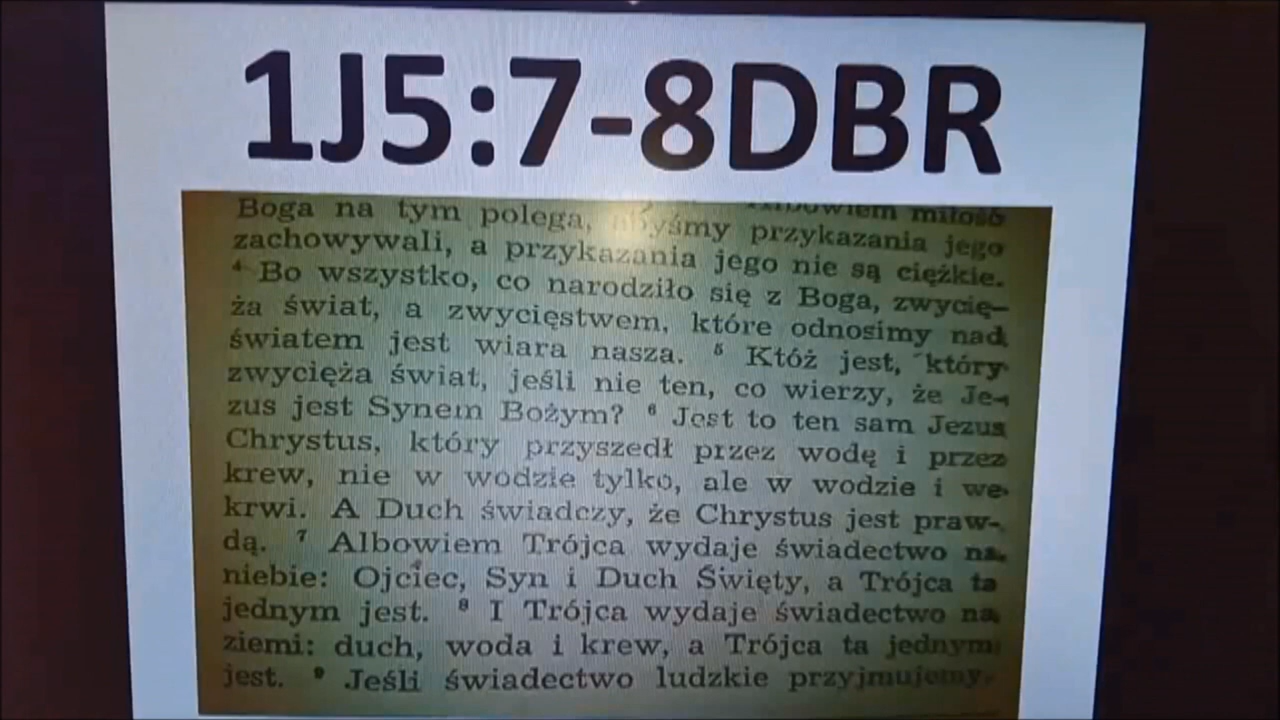 1J5:7-8DBR
Albowiem miłość
Boga na tym polega, abyśmy przykazania jego
zachowywali, a przykazania jego nie są ciężkie.
4 Bo wszystko, co narodziło się z Boga, zwycię-
ża świat, a zwycięstwem, które odnosimy nad
światem jest wiara nasza. 5 Któż jest, który
zwycięża świat, jeśli nie ten, co wierzy, że Je-
zus jest Synem Bożym? 6 Jest to ten sam Jezus
Chrystus, który przyszedł przez wodę i przez
krew, nie w wodzie tylko, ale w wodzie i we
krwi. A Duch świadczy, że Chrystus jest praw-
dą. 7 Albowiem Trójca wydaje świadectwo na
niebie: Ojciec, Syn i Duch Święty, a Trójca ta
jednym jest. 8 I Trójca wydaje świadectwo na
ziemi: duch, woda i krew, a Trójca ta jednym
jest. 9 Jeśli świadectwo ludzkie przyjmujemy,